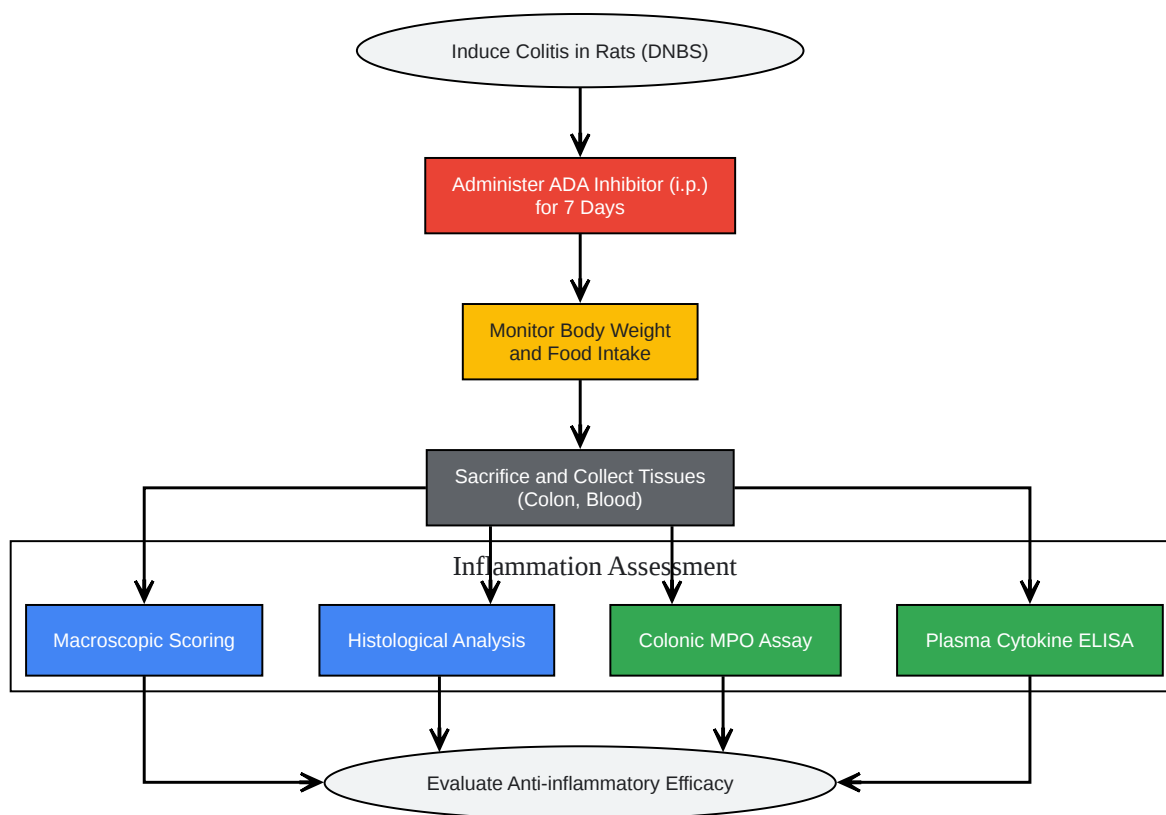 Induce Colitis in Rats (DNBS)
Administer ADA Inhibitor (i.p.)
for 7 Days
Monitor Body Weight
and Food Intake
Sacrifice and Collect Tissues
(Colon, Blood)
Inflammation Assessment
Macroscopic Scoring
Histological Analysis
Colonic MPO Assay
Plasma Cytokine ELISA
Evaluate Anti-inflammatory Efficacy